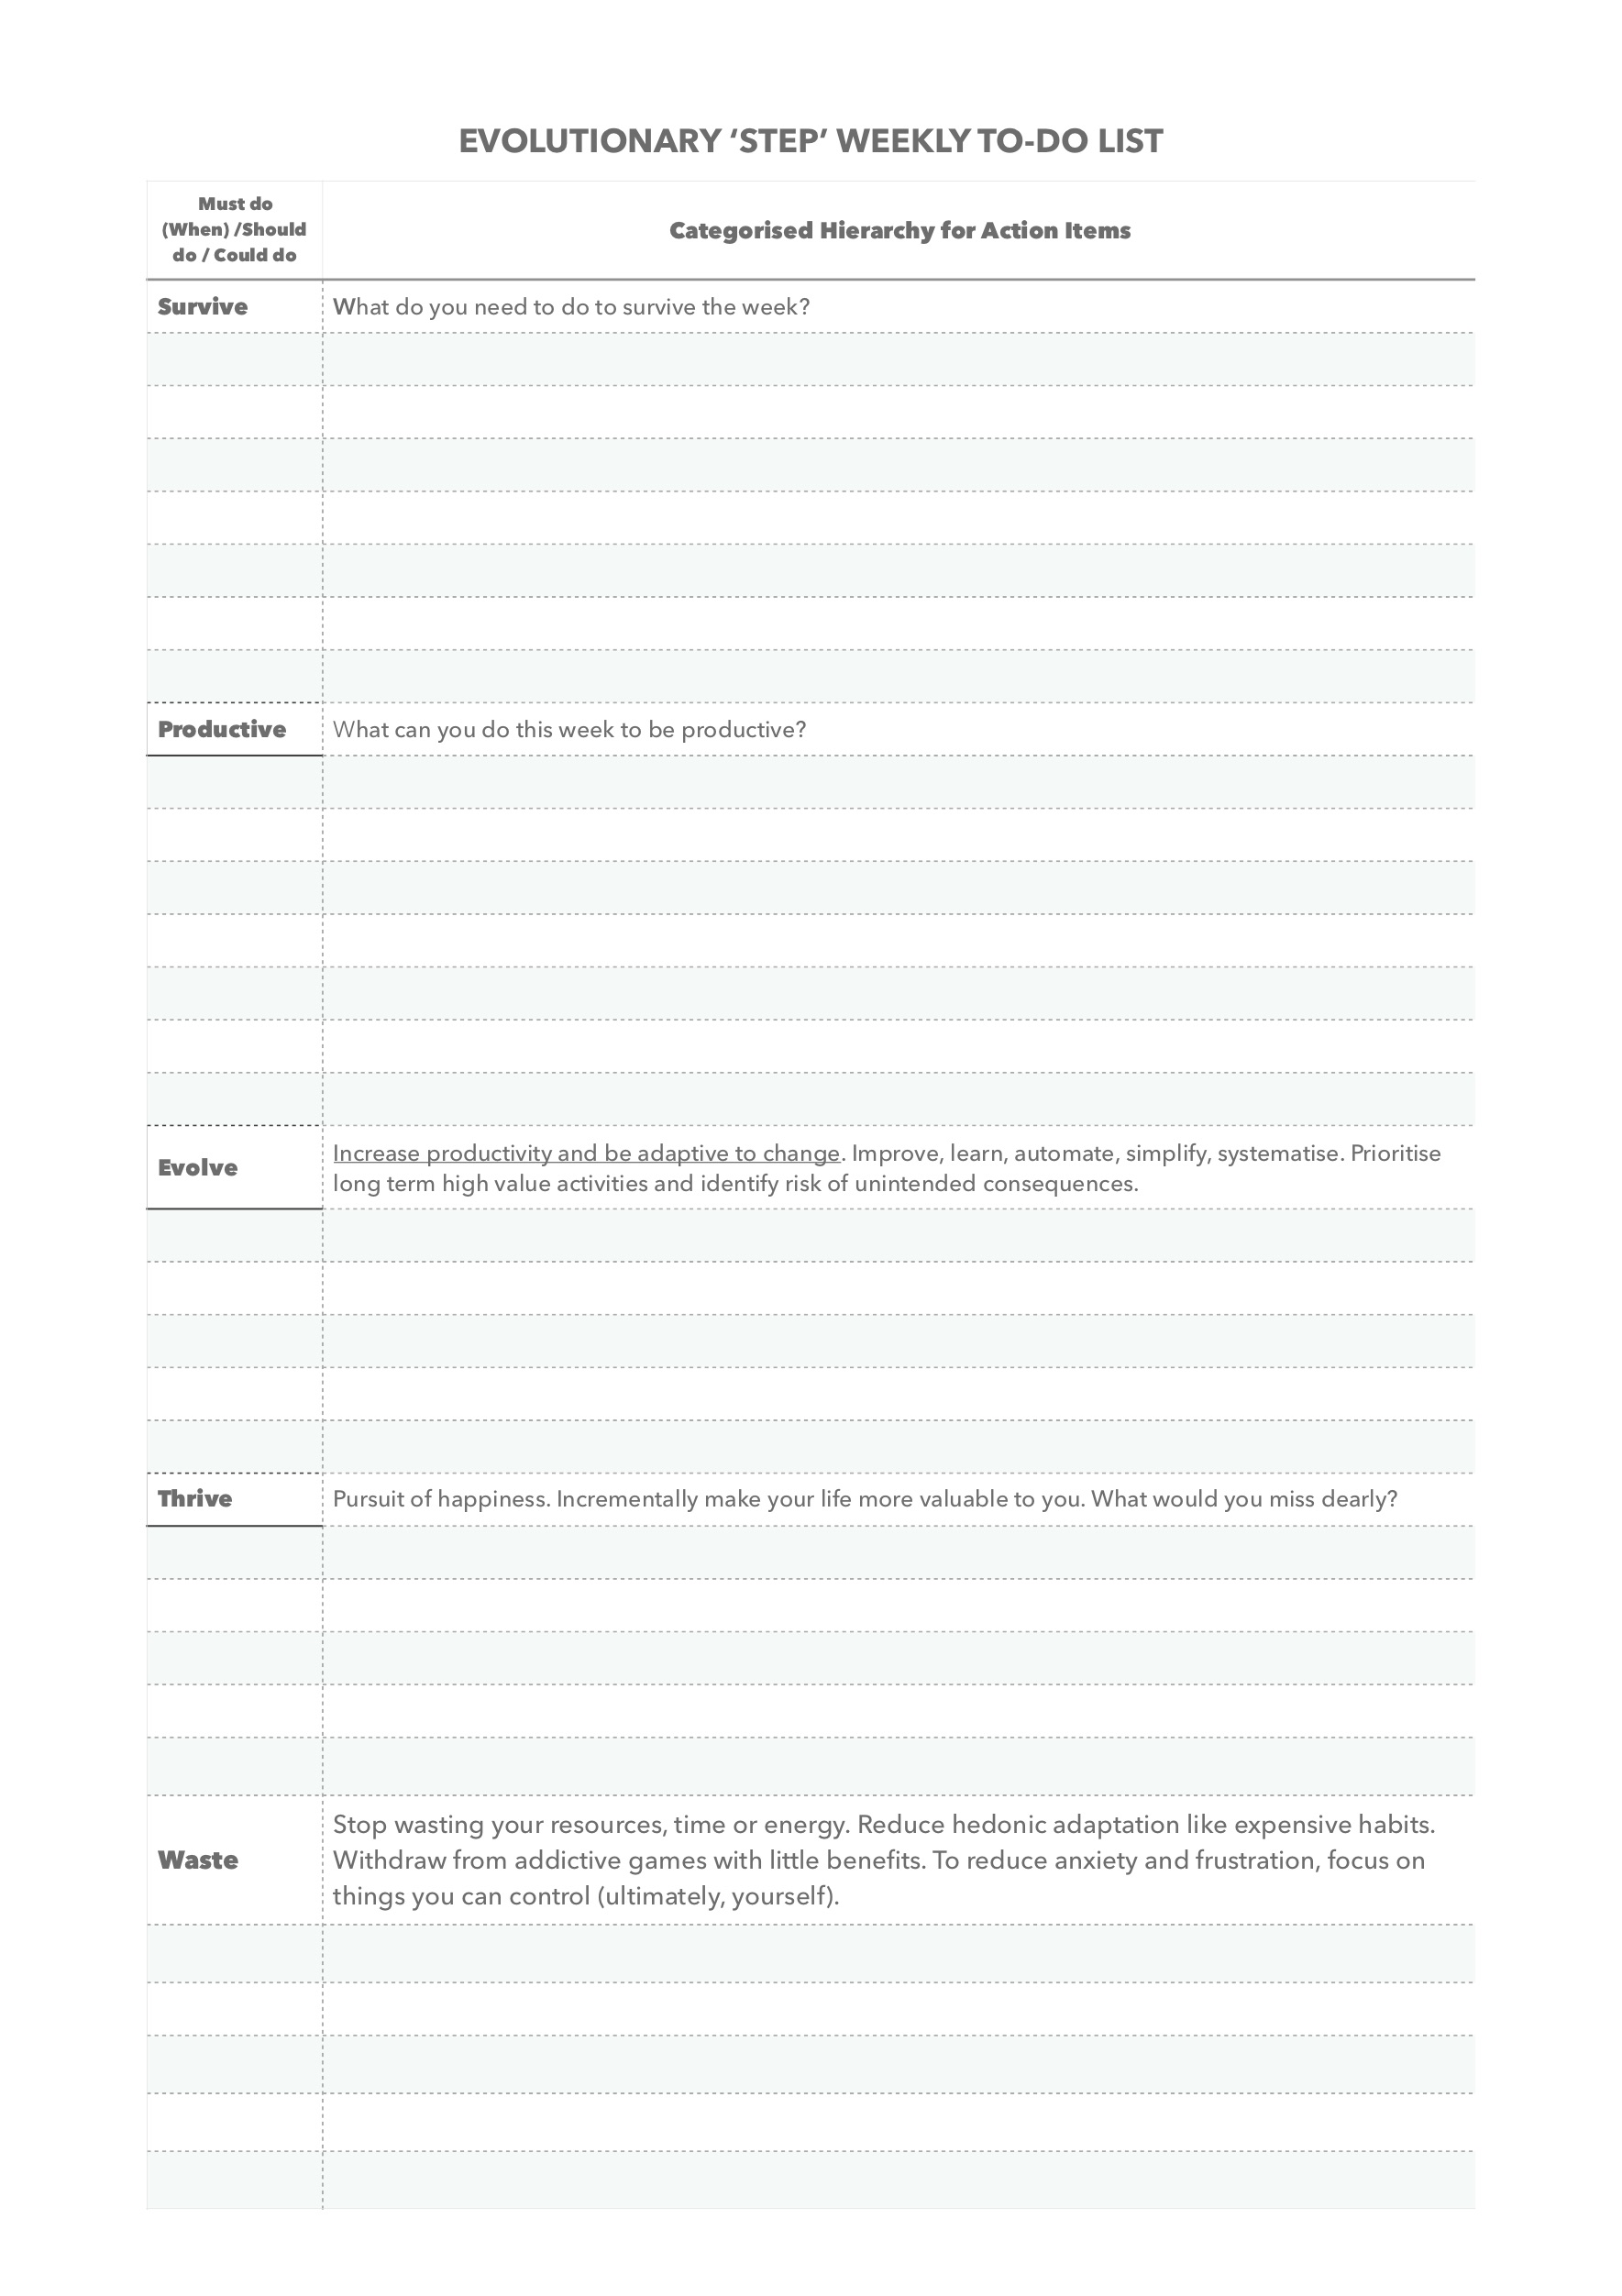 EVOLUTIONARY ‘STEP’ WEEKLY TO-DO LIST
Must do
(When) /Should
do / Could do
Categorised Hierarchy for Action Items
Survive
What do you need to do to survive the week?
Productive
What can you do this week to be productive?
Evolve
Increase productivity and be adaptive to change. Improve, learn, automate, simplify, systematise. Prioritise
long term high value activities and identify risk of unintended consequences.
Thrive
Pursuit of happiness. Incrementally make your life more valuable to you. What would you miss dearly?
Waste
Stop wasting your resources, time or energy. Reduce hedonic adaptation like expensive habits.
Withdraw from addictive games with little benefits. To reduce anxiety and frustration, focus on
things you can control (ultimately, yourself).